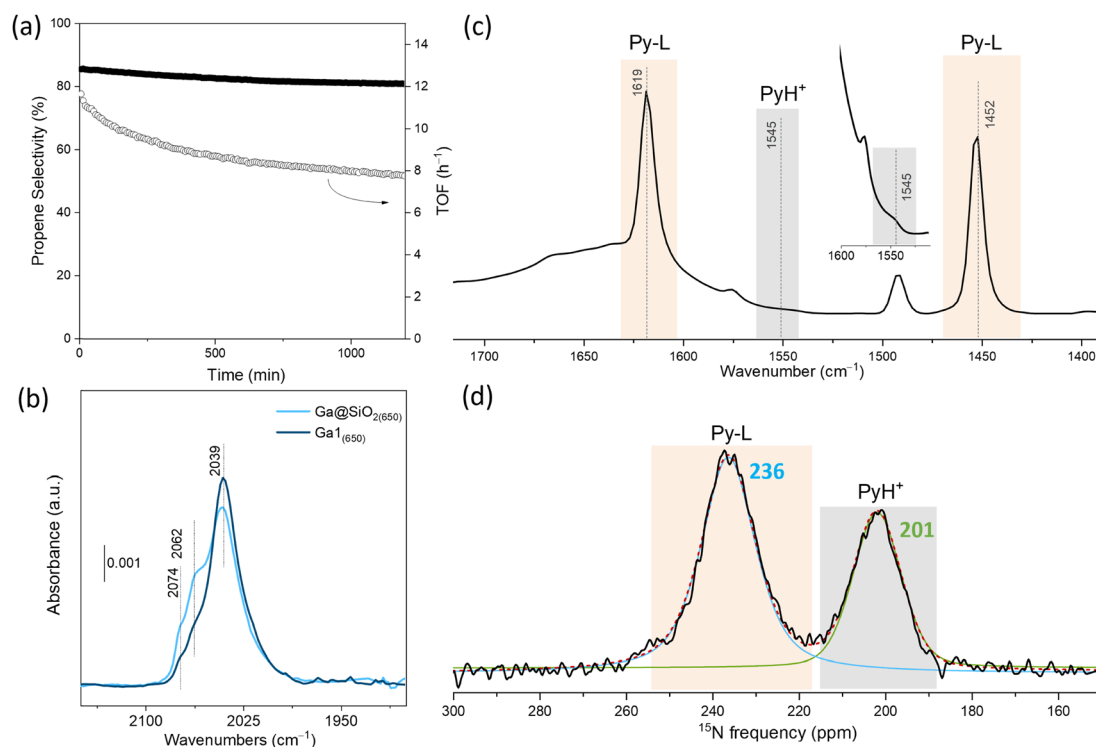 (a)
100
80
60
40
20
0
Propene Selectivity (%)
14
12
10
8
6
4
2
0
TOF (h⁻¹)
0 500 1000
Time (min)
(b)
Ga@SiO₂₍₆₅₀₎
Ga1₍₆₅₀₎
2074
2062
2039
0.001
Absorbance (a.u.)
2100 2025 1950
Wavenumbers (cm⁻¹)
(c)
Py-L
1619
PyH⁺
1545
1545
1600 1550
Py-L
1452
1700 1650 1600 1550 1500 1450 1400
Wavenumber (cm⁻¹)
(d)
Py-L
236
PyH⁺
201
300 280 260 240 220 200 180 160
¹⁵N frequency (ppm)